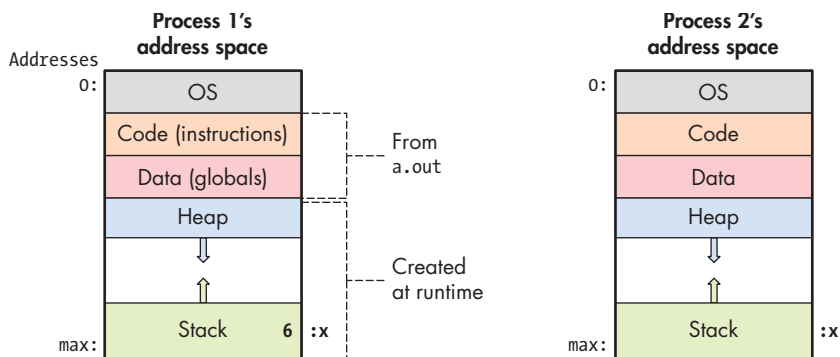 Process 1's
address space
Process 2's
address space
Addresses
0:
OS
Code (instructions)
Data (globals)
Heap
Stack 6 :x
max:
From
a.out
Created
at runtime
0:
OS
Code
Data
Heap
Stack :x
max: